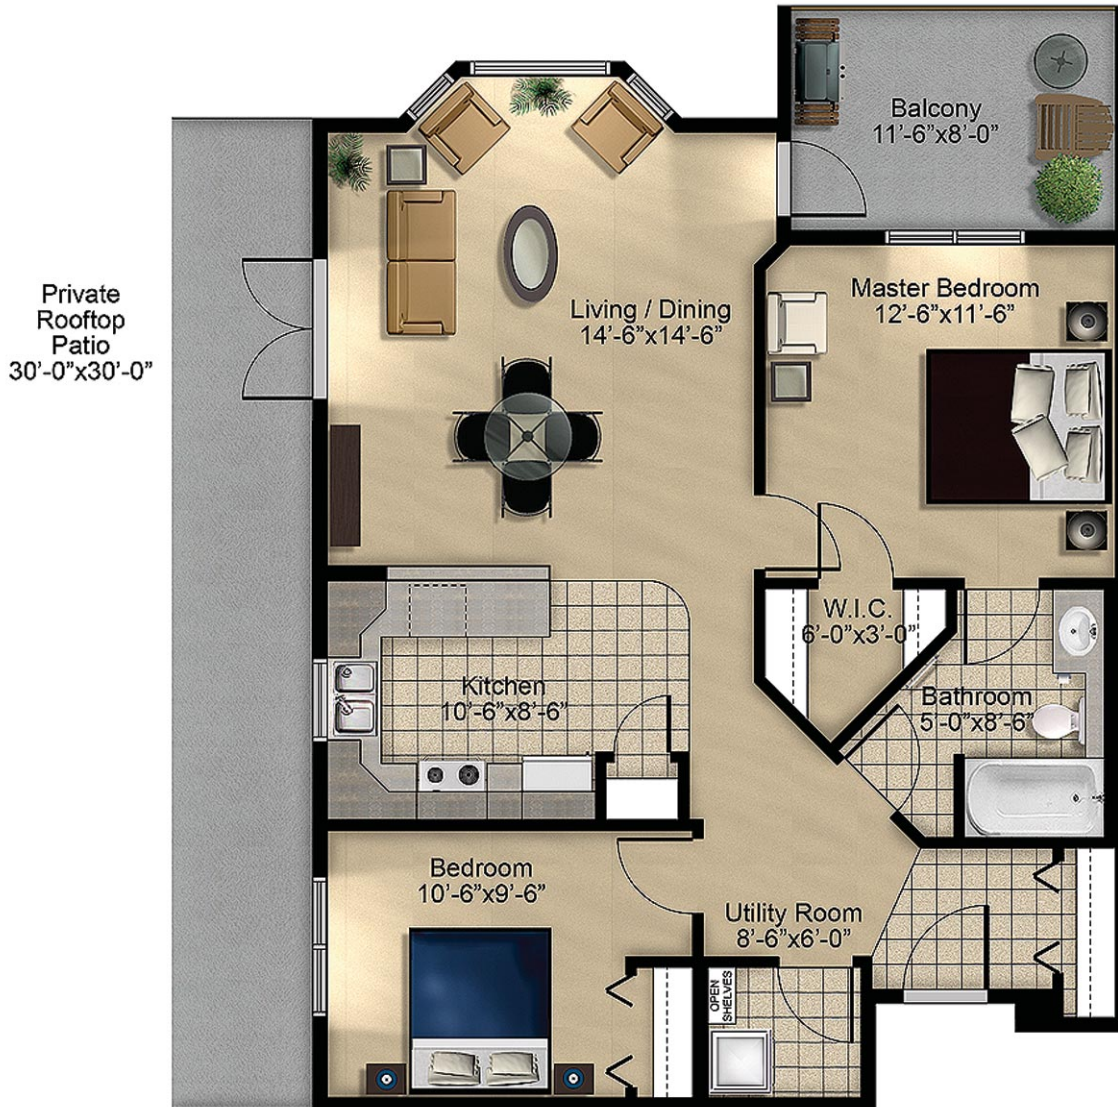 Balcony
11'-6"x8'-0"
Private
Rooftop
Patio
30'-0"x30'-0"
Living / Dining
14'-6"x14'-6"
Master Bedroom
12'-6"x11'-6"
W.I.C.
6'-0"x3'-0"
Kitchen
10'-6"x8'-6"
Bathroom
5'-0"x8'-6"
Bedroom
10'-6"x9'-6"
Utility Room
8'-6"x6'-0"
OPEN
SHELVES